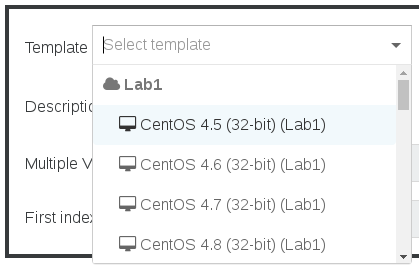 Template
Select template
Lab1
Descriptio
CentOS 4.5 (32-bit) (Lab1)
Multiple V
CentOS 4.6 (32-bit) (Lab1)
CentOS 4.7 (32-bit) (Lab1)
First index
CentOS 4.8 (32-bit) (Lab1)